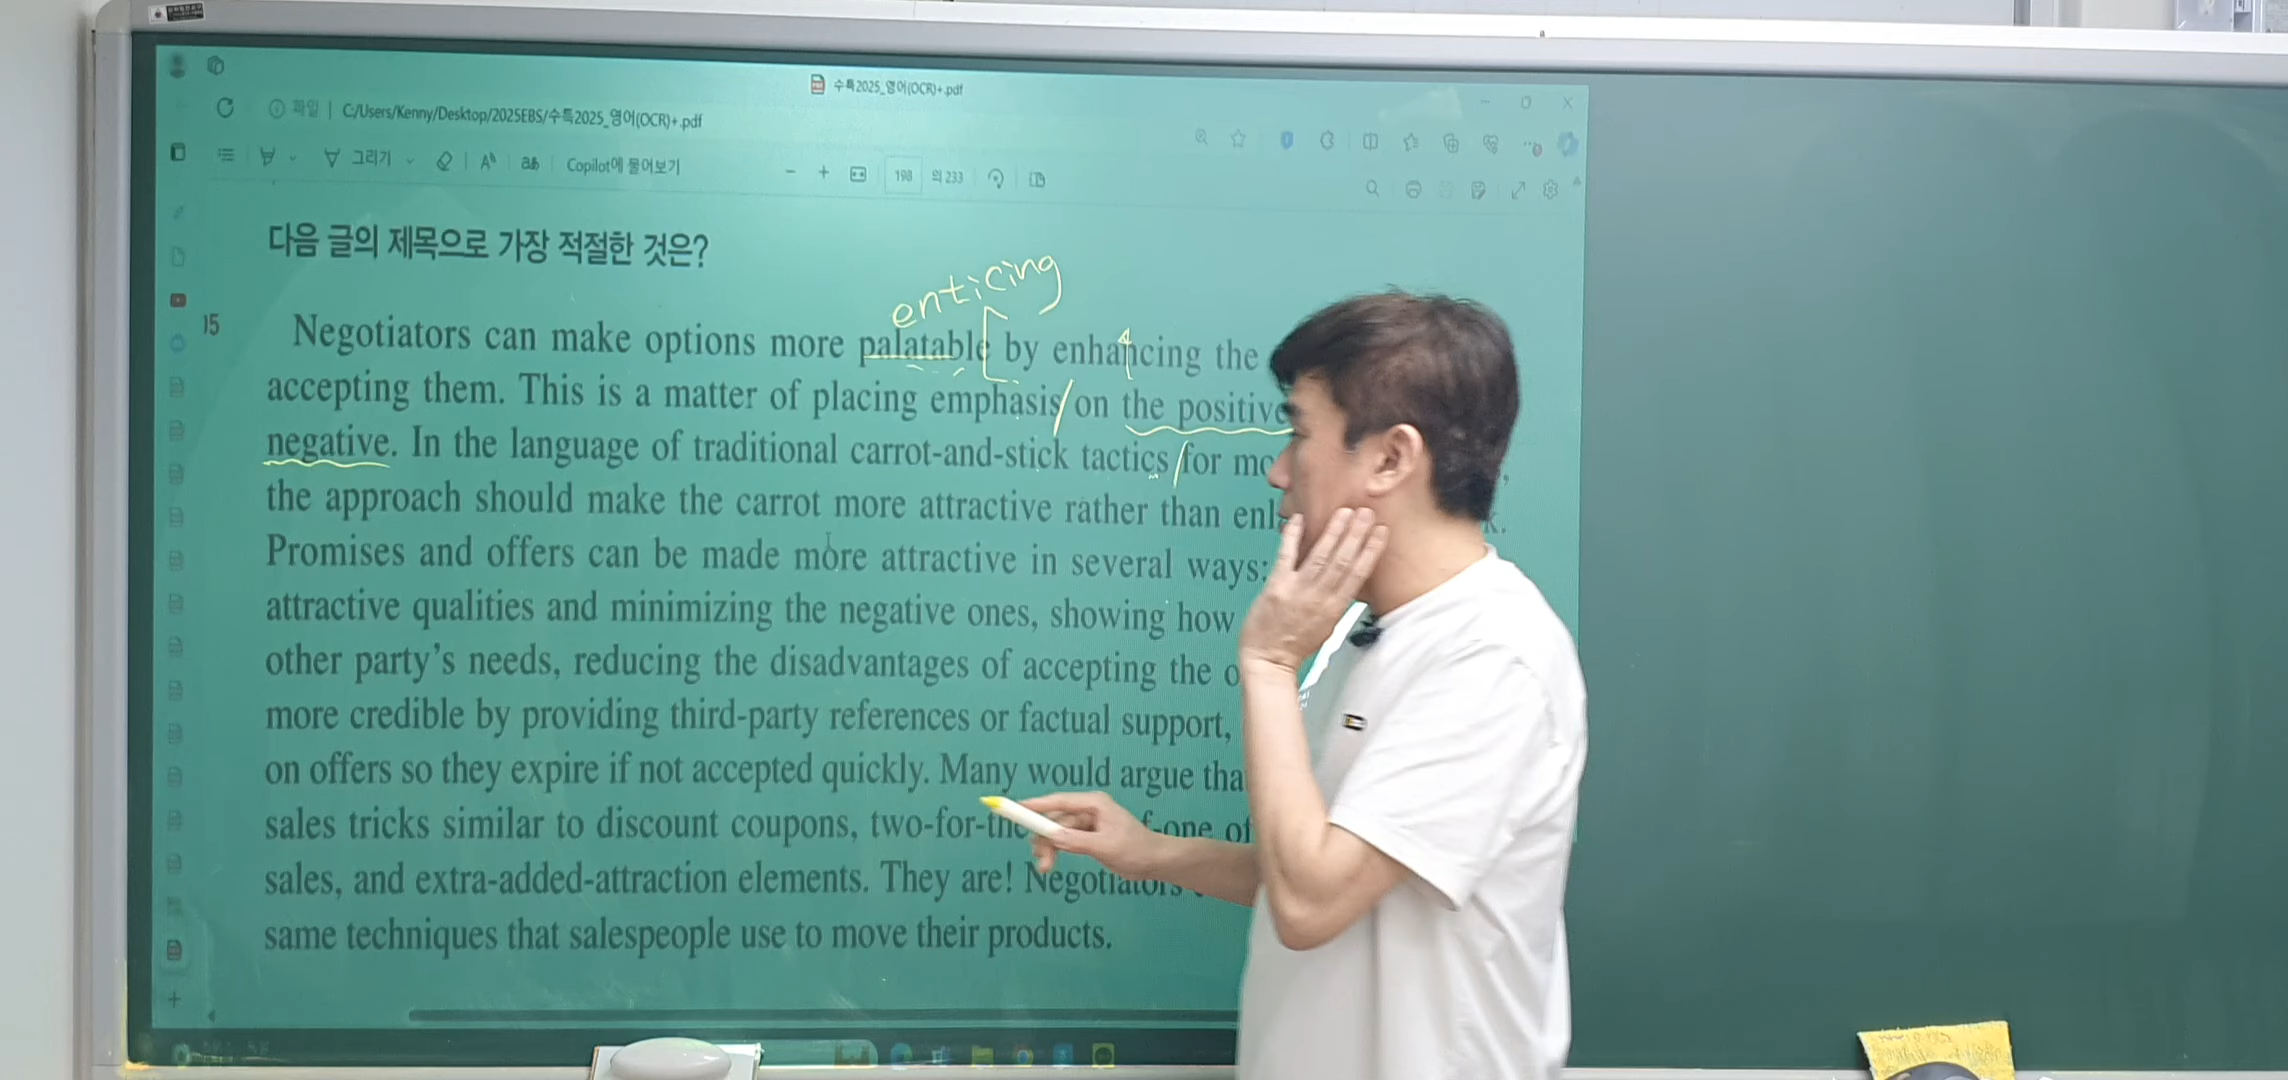 수특2025_영어(OCR)+.pdf
파일 | C:/Users/Kenny/Desktop/2025EBS/수특2025_영어(OCR)+.pdf
그리기 Copilot에 물어보기 198 의 233
다음 글의 제목으로 가장 적절한 것은?
enticing
15 Negotiators can make options more palatable by enhancing the
accepting them. This is a matter of placing emphasis on the positive
negative. In the language of traditional carrot-and-stick tactics for
the approach should make the carrot more attractive rather than
Promises and offers can be made more attractive in several ways:
attractive qualities and minimizing the negative ones, showing how
other party's needs, reducing the disadvantages of accepting the
more credible by providing third-party references or factual support,
on offers so they expire if not accepted quickly. Many would argue
sales tricks similar to discount coupons,
sales, and extra-added-attraction elements. They are! Negotiators
same techniques that salespeople use to move their products.